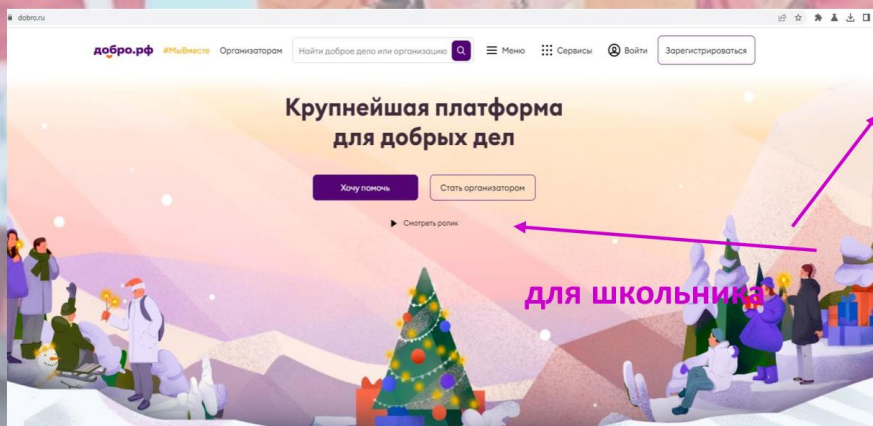 dobro.ru
добро.рф #МыВместе Организаторам Найти доброе дело или организацию Меню Сервисы Войти Зарегистрироваться
Крупнейшая платформа
для добрых дел
Хочу помочь Стать организатором
Смотреть ролик
для школьника